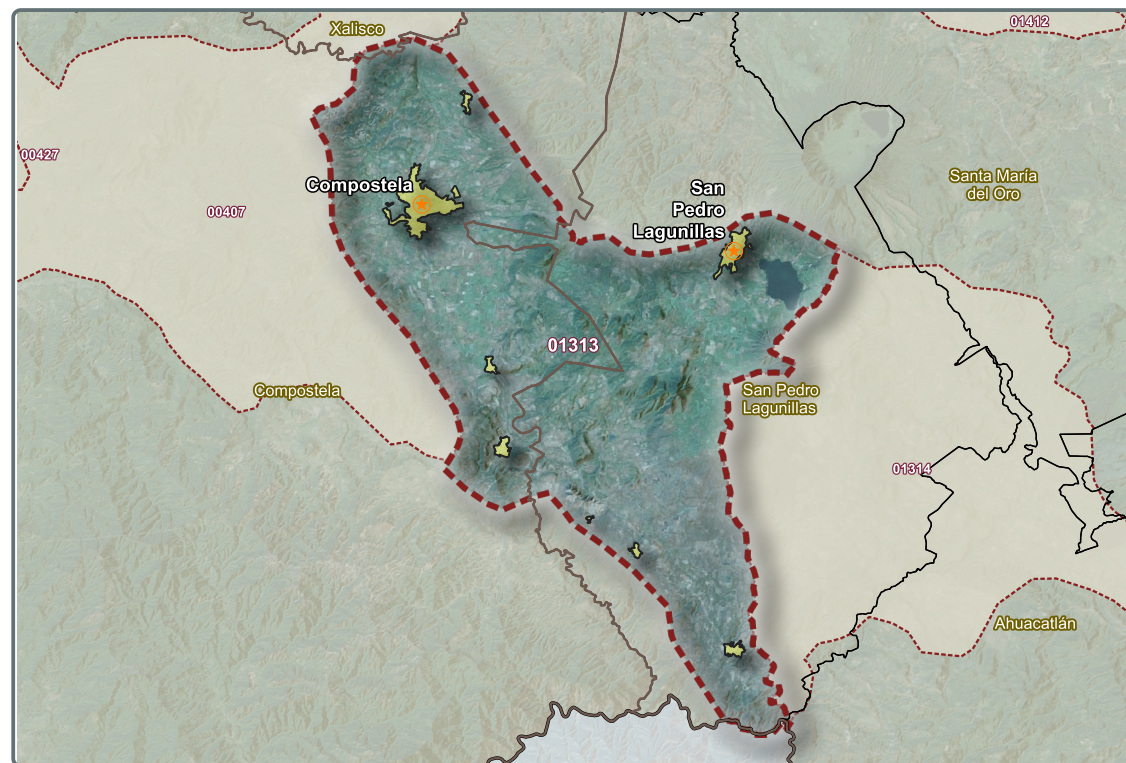 Xalisco
01412
00427
Santa María
del Oro
Compostela
San
Pedro
Lagunillas
00407
01313
Compostela
San Pedro
Lagunillas
01314
Ahuacatlán